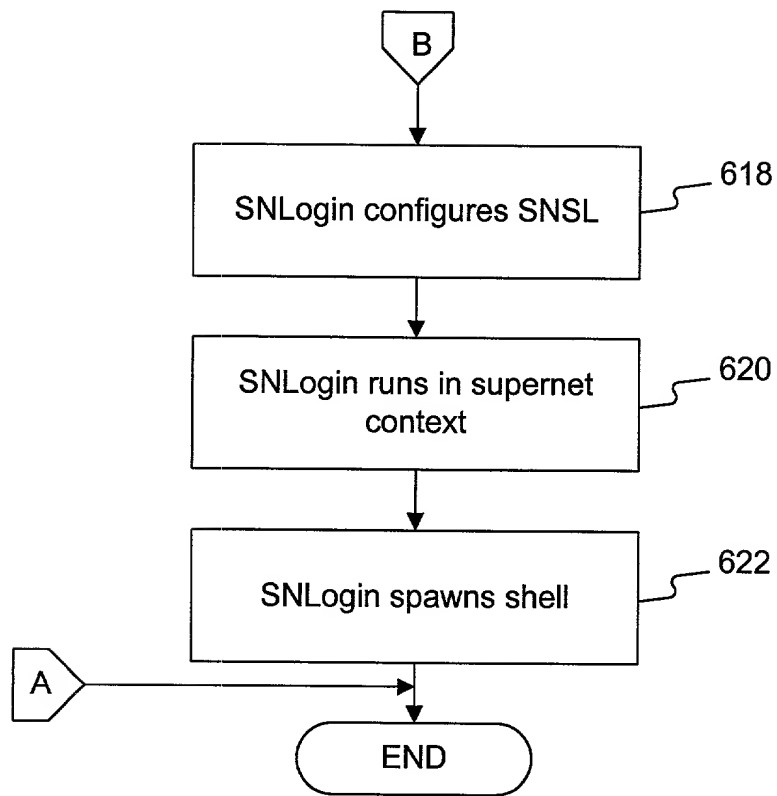 B
SNLogin configures SNSL
618
SNLogin runs in supernet
context
620
SNLogin spawns shell
622
A
END